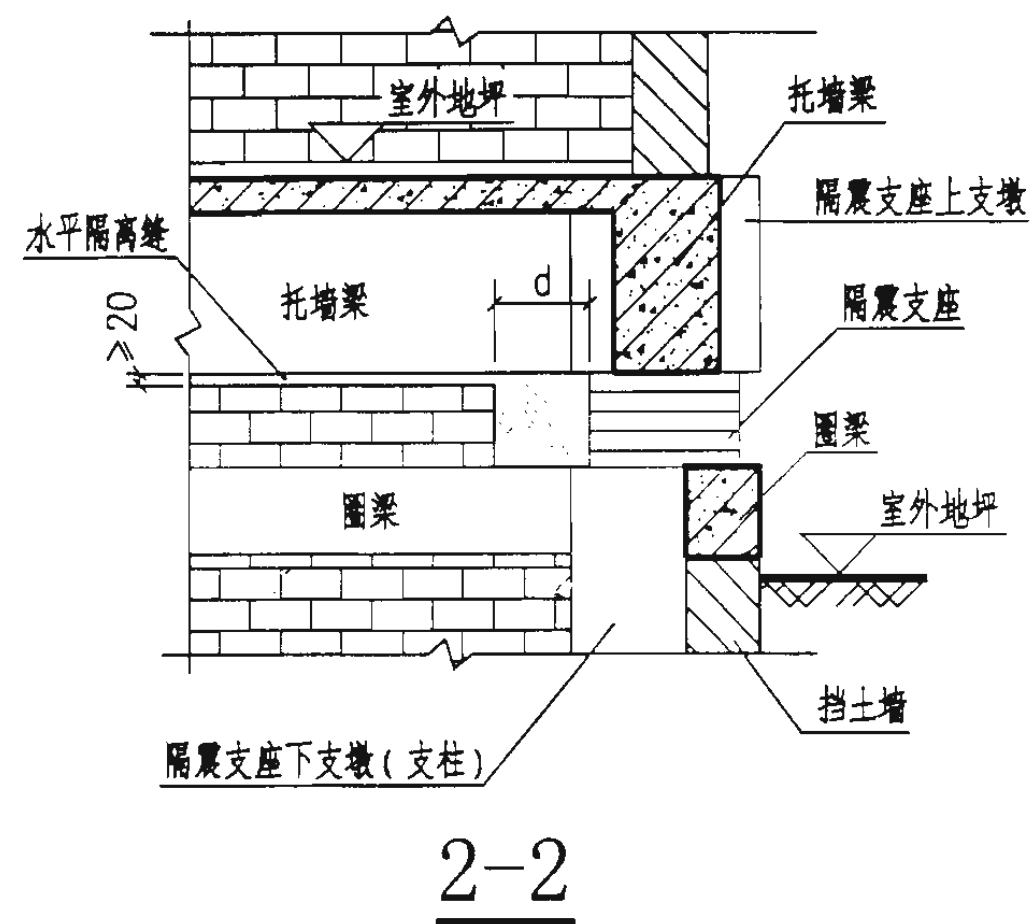 室外地坪
托墙梁
隔震支座上支墩
水平隔离缝
d
托墙梁
隔震支座
≥20
圈梁
圈梁
室外地坪
挡土墙
隔震支座下支墩(支柱)
2-2